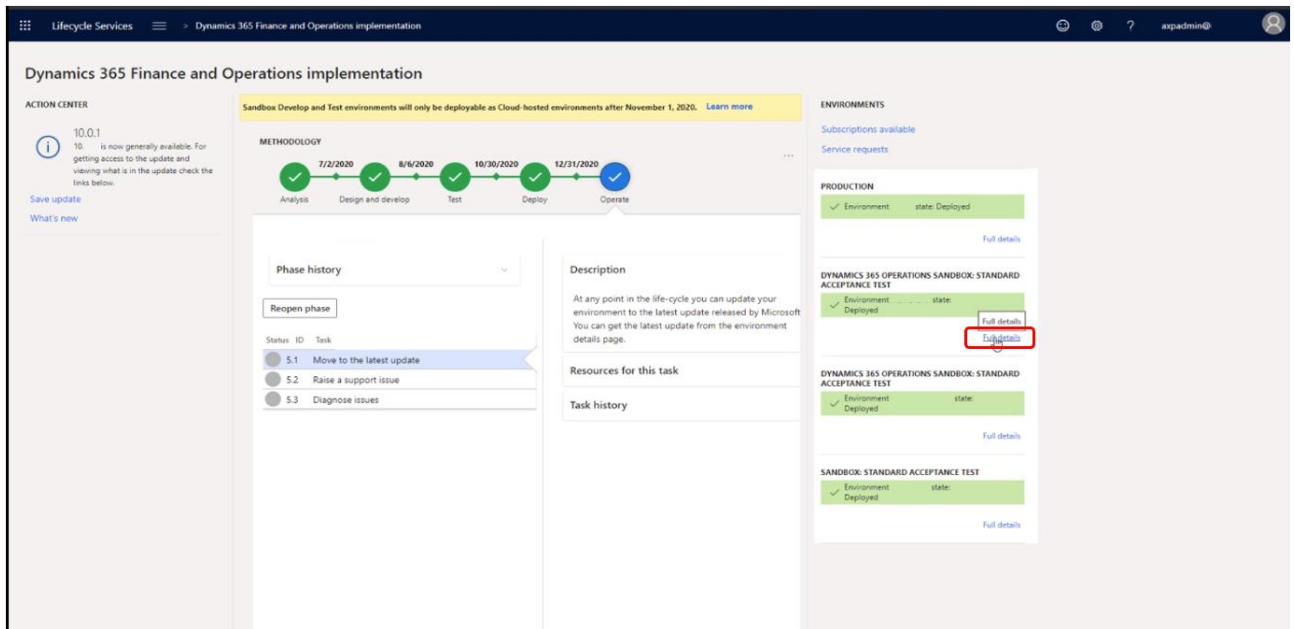 Lifecycle Services > Dynamics 365 Finance and Operations implementation ? axpadmin@
Dynamics 365 Finance and Operations implementation
ACTION CENTER
10.0.1
10. is now generally available. For
getting access to the update and
viewing what is in the update check the
links below.
Save update
What's new
Sandbox Develop and Test environments will only be deployable as Cloud-hosted environments after November 1, 2020. Learn more
METHODOLOGY
...
7/2/2020 8/6/2020 10/30/2020 12/31/2020
Analysis Design and develop Test Deploy Operate
Phase history
Reopen phase
Status ID Task
5.1 Move to the latest update
5.2 Raise a support issue
5.3 Diagnose issues
Description
At any point in the life-cycle you can update your
environment to the latest update released by Microsoft
You can get the latest update from the environment
details page.
Resources for this task
Task history
ENVIRONMENTS
Subscriptions available
Service requests
PRODUCTION
Environment state: Deployed
Full details
DYNAMICS 365 OPERATIONS SANDBOX: STANDARD
ACCEPTANCE TEST
Environment state:
Deployed
Full details
Full details
DYNAMICS 365 OPERATIONS SANDBOX: STANDARD
ACCEPTANCE TEST
Environment state:
Deployed
Full details
SANDBOX: STANDARD ACCEPTANCE TEST
Environment state:
Deployed
Full details